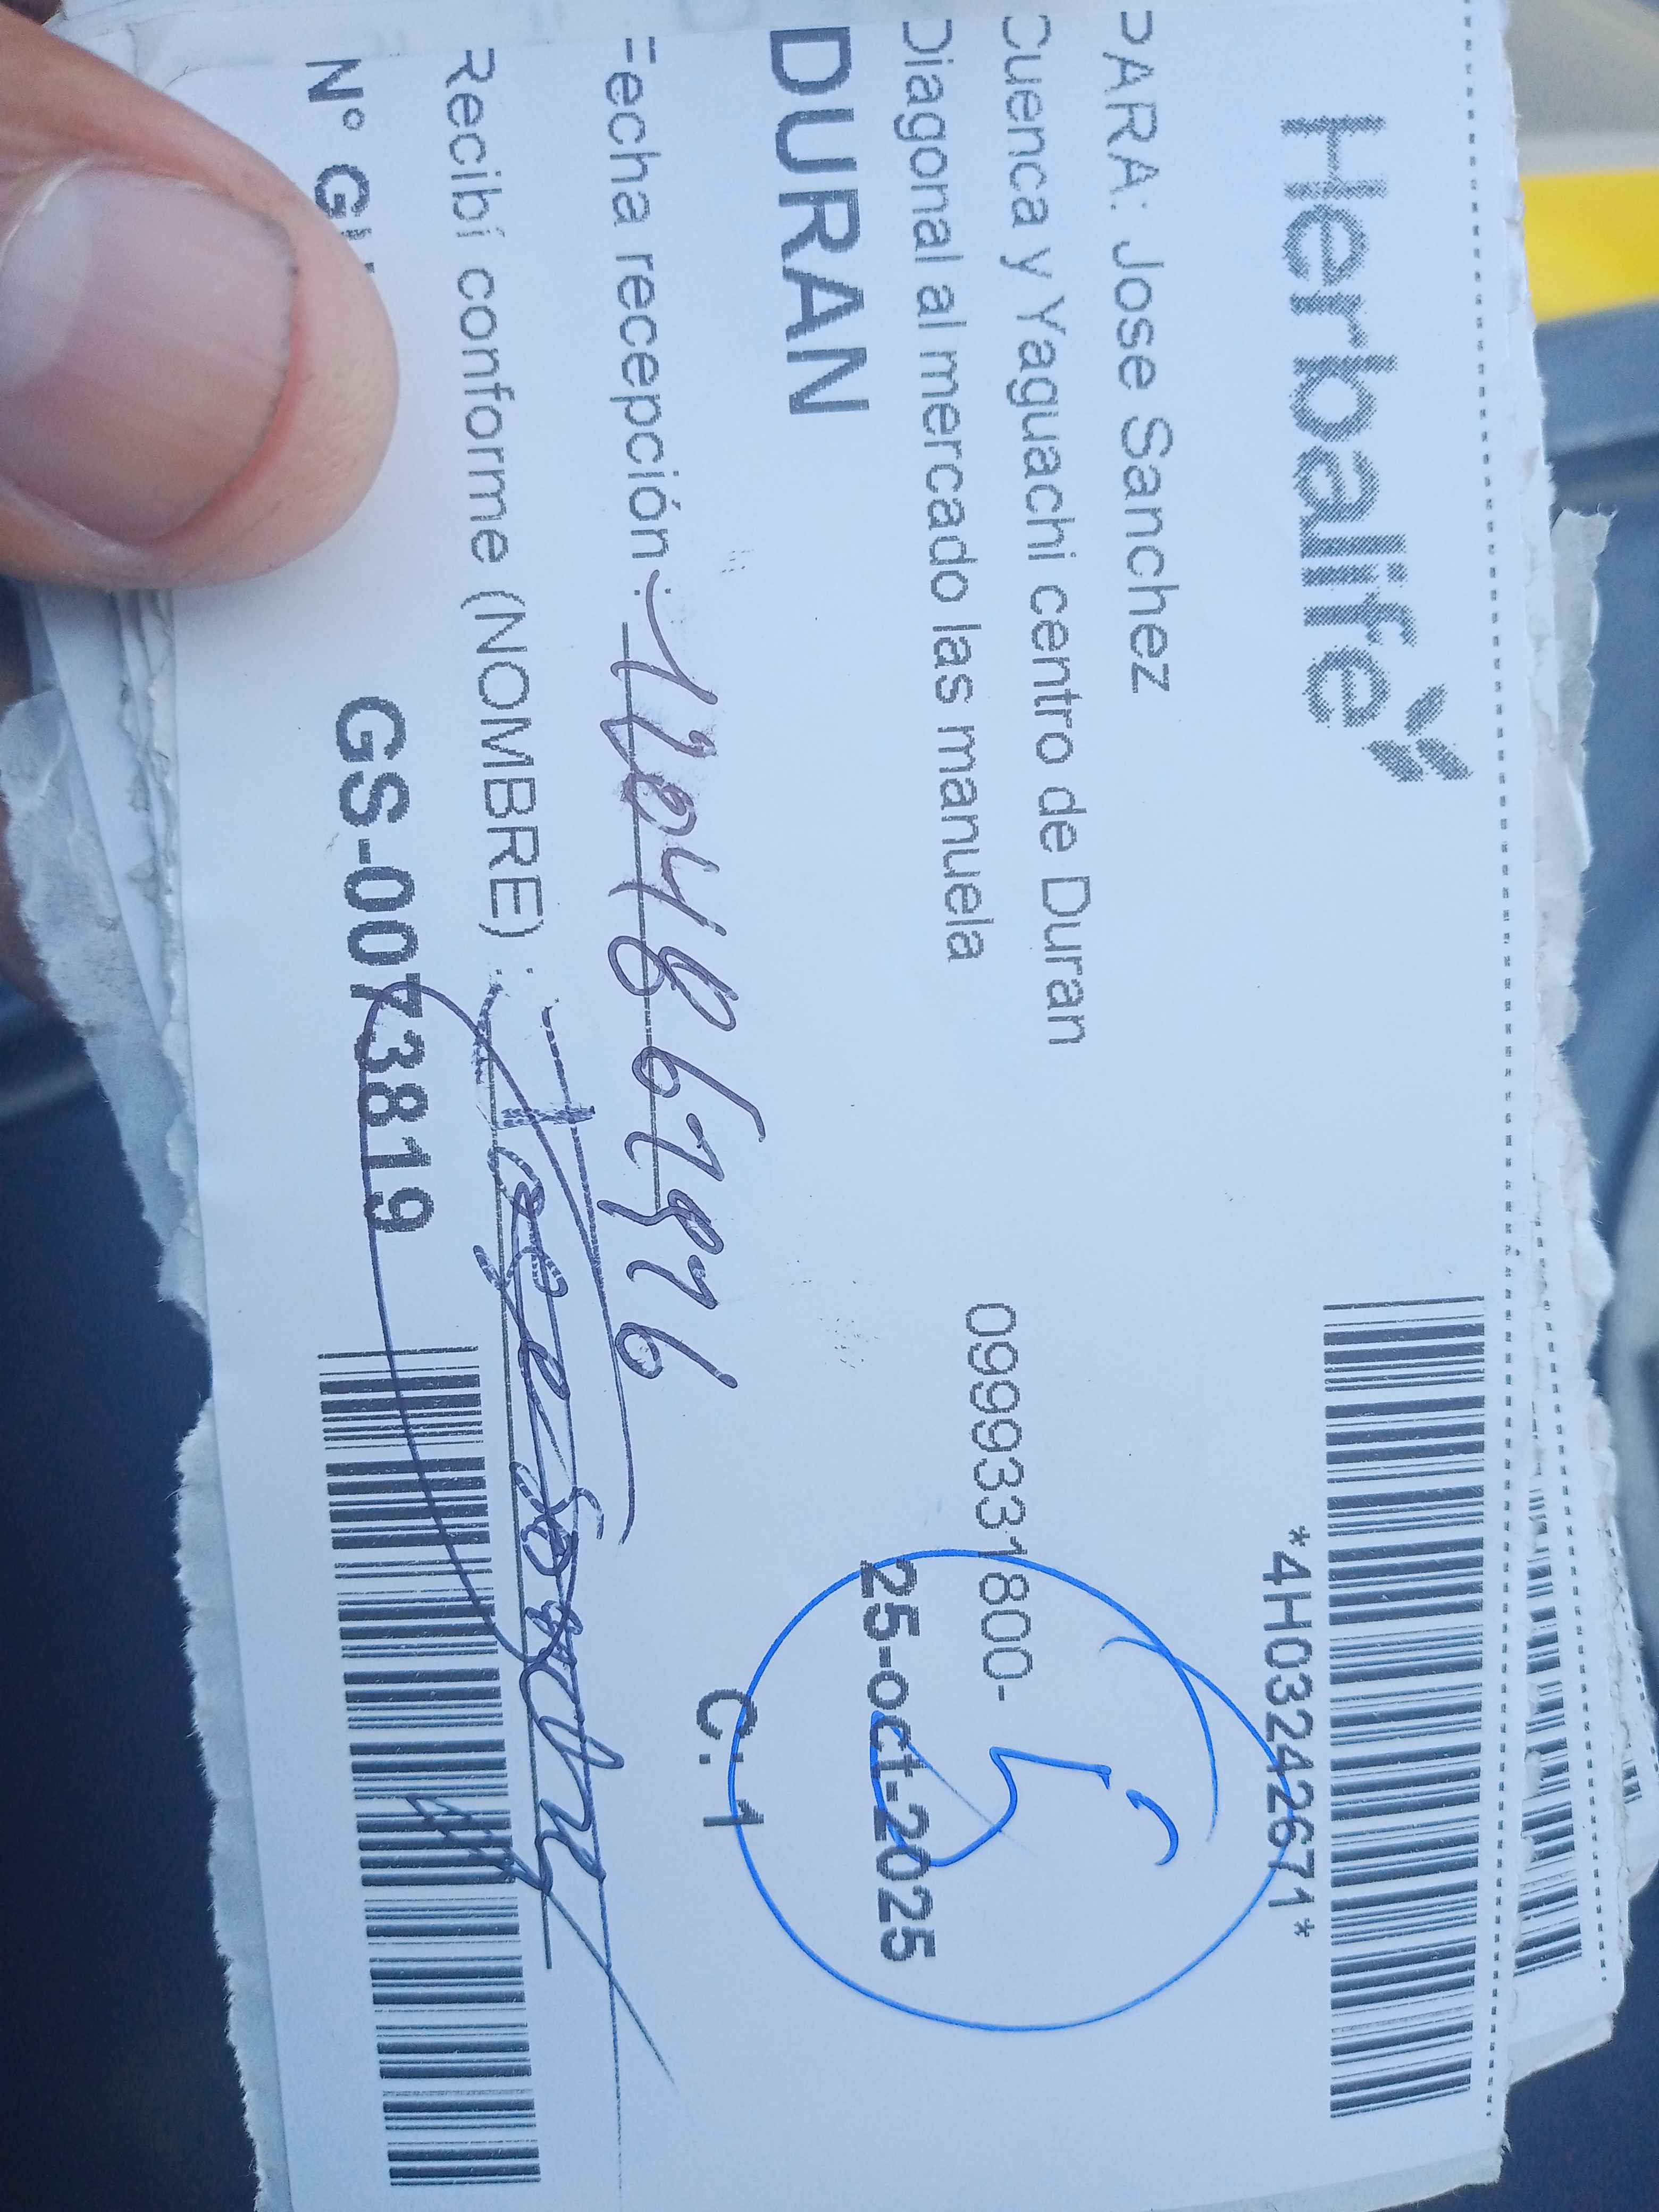 Herbalife
*4H03242671*
PARA: Jose Sanchez
Cuenca y Yaguachi centro de Duran
0999331800-
Diagonal al mercado las manuela
25-oct-2025
DURAN
C: 1
Fecha recepción :
Recibí conforme (NOMBRE) :
N°
GS-0073819